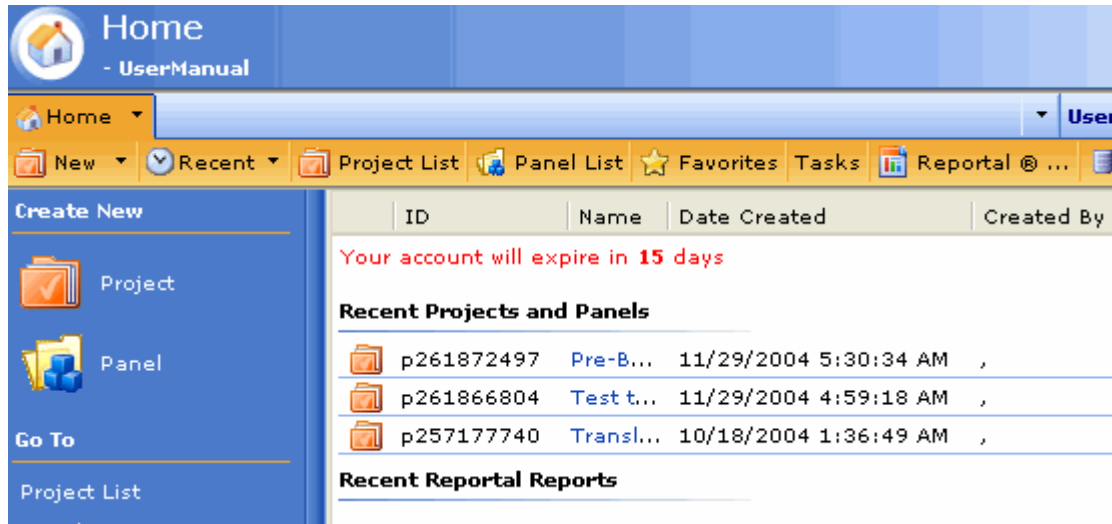 Home
- UserManual
Home
User
New Recent Project List Panel List Favorites Tasks Reportal ® ...
Create New
Project
Panel
Go To
Project List
ID Name Date Created Created By
Your account will expire in 15 days
Recent Projects and Panels
p261872497 Pre-B... 11/29/2004 5:30:34 AM ,
p261866804 Test t... 11/29/2004 4:59:18 AM ,
p257177740 Transl... 10/18/2004 1:36:49 AM ,
Recent Reportal Reports